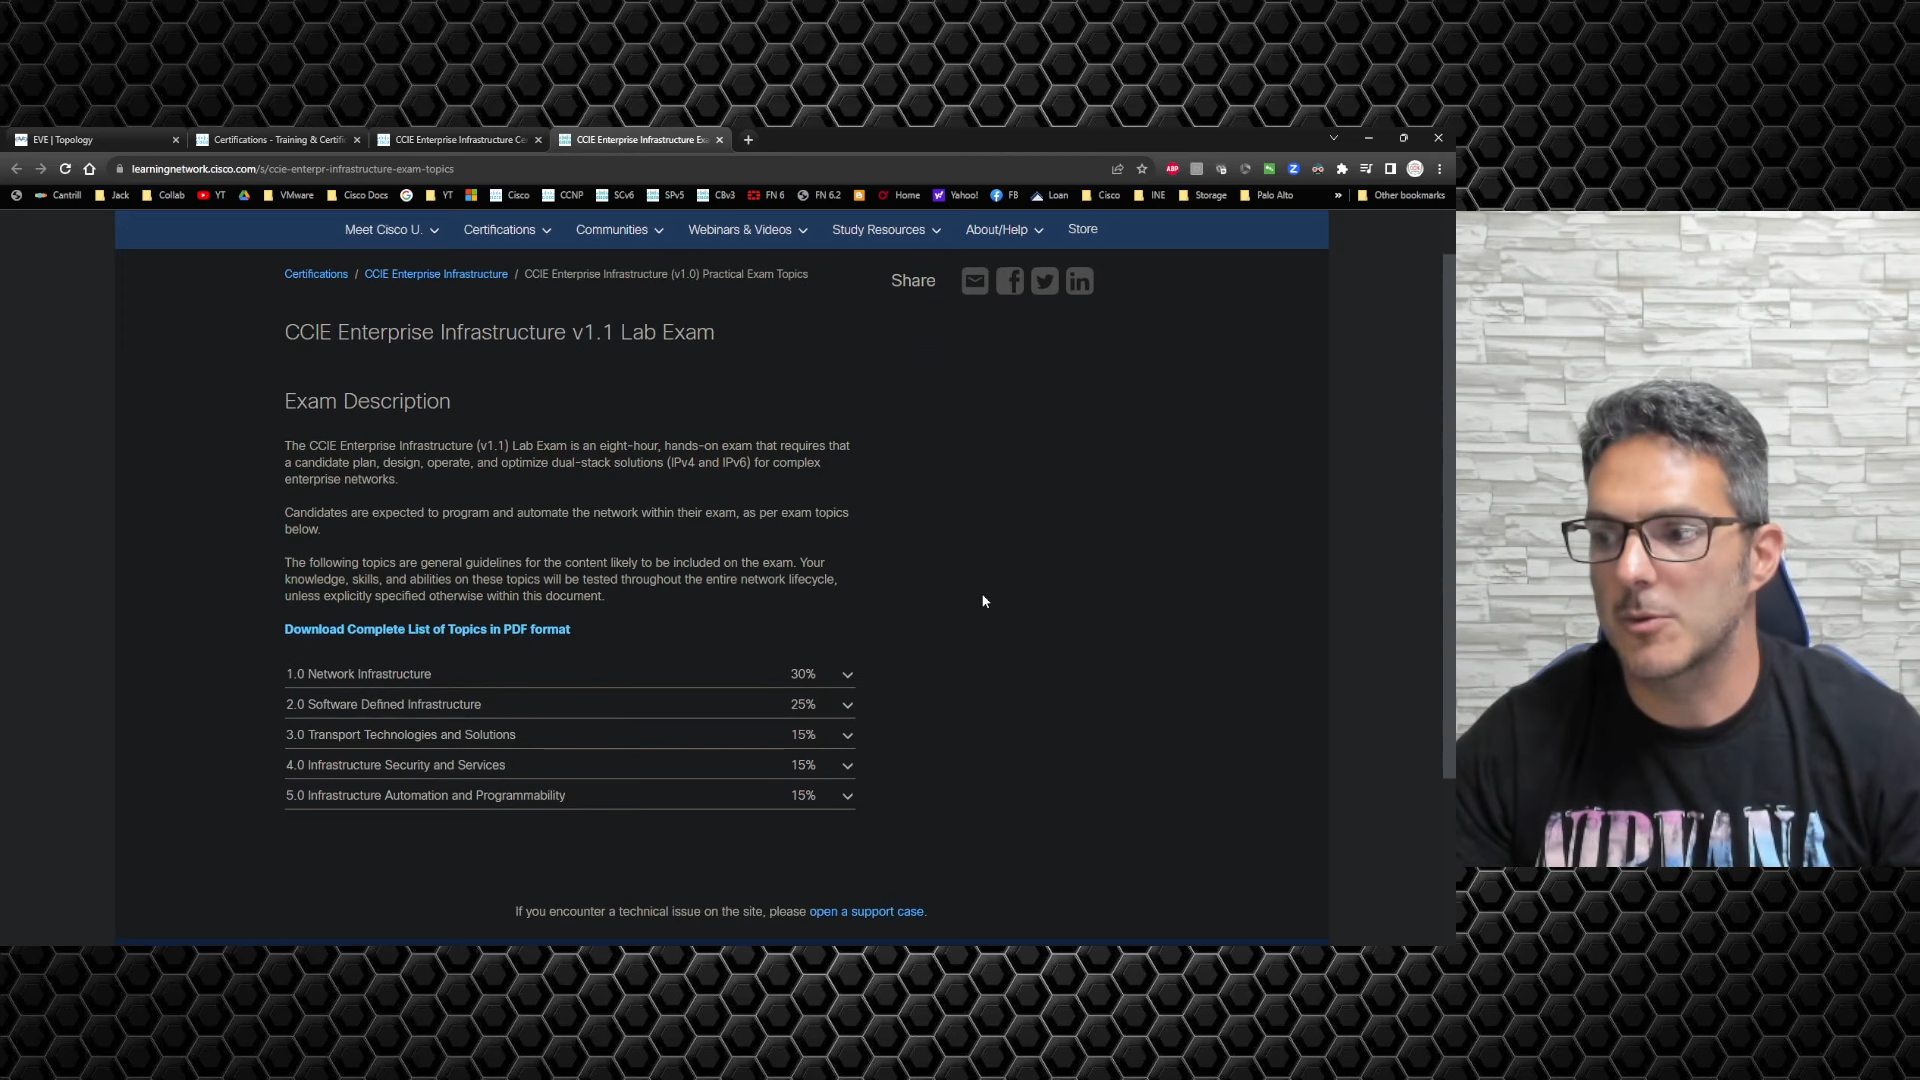 EVE | Topology
Certifications - Training & Certific
CCIE Enterprise Infrastructure Ce
CCIE Enterprise Infrastructure Exa
learningnetwork.cisco.com/s/ccie-enterpr-infrastructure-exam-topics
Cantrill Jack Collab YT VMware Cisco Docs YT Cisco CCNP SCv6 SPv5 CBv3 FN 6 FN 6.2 Home Yahoo! FB Loan Cisco INE Storage Palo Alto » Other bookmarks
Meet Cisco U. Certifications Communities Webinars & Videos Study Resources About/Help Store
Certifications / CCIE Enterprise Infrastructure / CCIE Enterprise Infrastructure (v1.0) Practical Exam Topics
Share
CCIE Enterprise Infrastructure v1.1 Lab Exam
Exam Description
The CCIE Enterprise Infrastructure (v1.1) Lab Exam is an eight-hour, hands-on exam that requires that
a candidate plan, design, operate, and optimize dual-stack solutions (IPv4 and IPv6) for complex
enterprise networks.
Candidates are expected to program and automate the network within their exam, as per exam topics
below.
The following topics are general guidelines for the content likely to be included on the exam. Your
knowledge, skills, and abilities on these topics will be tested throughout the entire network lifecycle,
unless explicitly specified otherwise within this document.
Download Complete List of Topics in PDF format
1.0 Network Infrastructure 30%
2.0 Software Defined Infrastructure 25%
3.0 Transport Technologies and Solutions 15%
4.0 Infrastructure Security and Services 15%
5.0 Infrastructure Automation and Programmability 15%
If you encounter a technical issue on the site, please open a support case.
NIRVANA